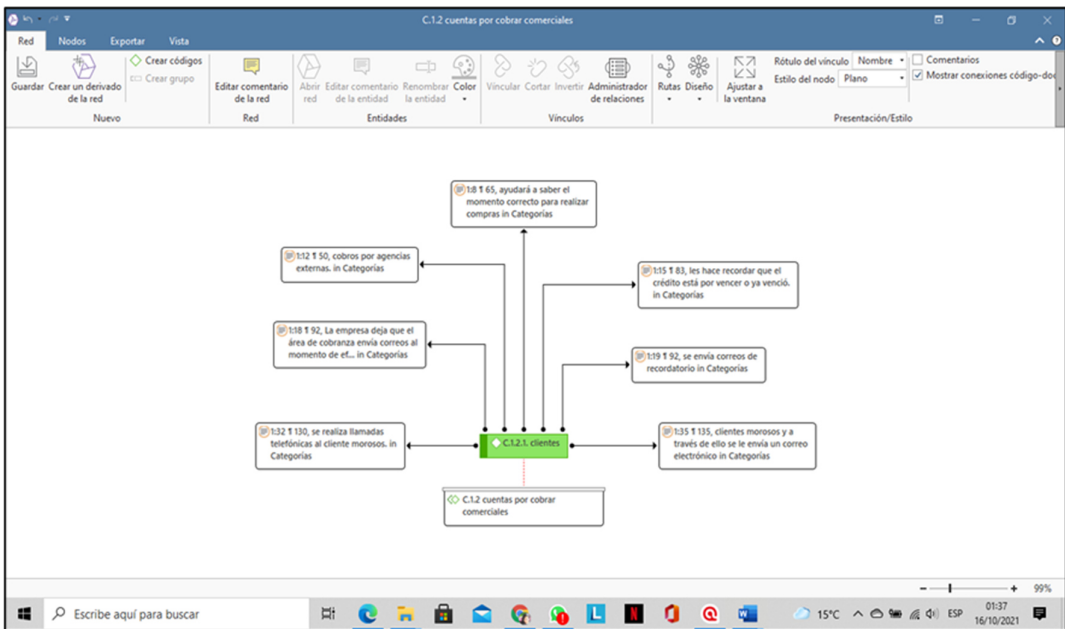 C.1.2 cuentas por cobrar comerciales
Red Nodos Exportar Vista
Guardar
Crear un derivado
de la red
Crear códigos
Crear grupo
Nuevo
Editar comentario
de la red
Red
Abrir
red
Editar comentario
de la entidad
Renombrar
la entidad
Color
Entidades
Vincular
Cortar
Invertir
Administrador
de relaciones
Vínculos
Rutas
Diseño
Ajustar a
la ventana
Rótulo del vínculo Nombre
Estilo del nodo Plano
Comentarios
Mostrar conexiones código-doc
Presentación/Estilo
1:8 ¶ 65, ayudará a saber el
momento correcto para realizar
compras in Categorías
1:12 ¶ 50, cobros por agencias
externas. in Categorías
1:15 ¶ 83, les hace recordar que el
crédito está por vencer o ya venció.
in Categorías
1:18 ¶ 92, La empresa deja que el
área de cobranza envía correos al
momento de ef... in Categorías
1:19 ¶ 92, se envía correos de
recordatorio in Categorías
1:32 ¶ 130, se realiza llamadas
telefónicas al cliente morosos. in
Categorías
C.1.2.1. clientes
1:35 ¶ 135, clientes morosos y a
través de ello se le envía un correo
electrónico in Categorías
C.1.2 cuentas por cobrar
comerciales
99%
Escribe aquí para buscar
L
N
15°C
ESP
01:37
16/10/2021